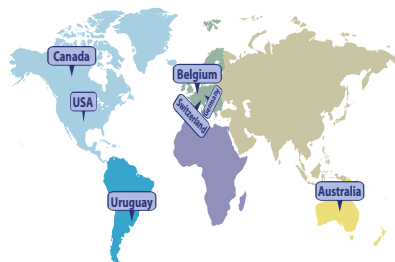 Canada
Belgium
USA
Switzerland
Germany
Uruguay
Australia